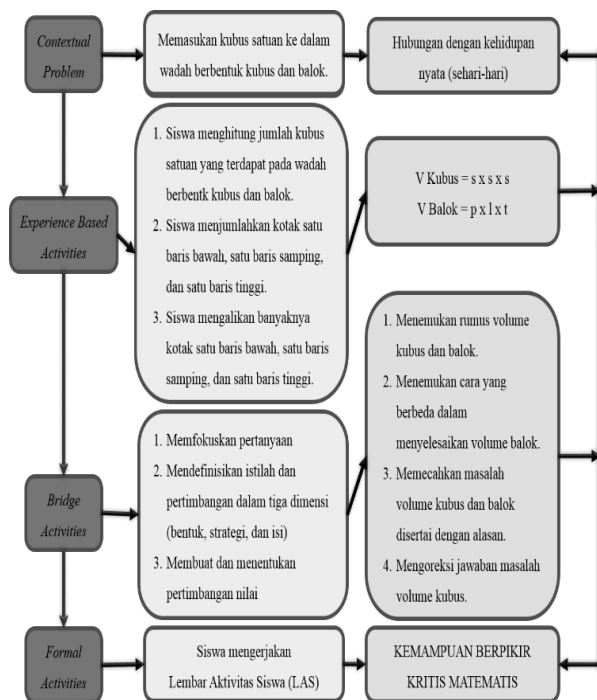 Contextual
Problem
Memasukan kubus satuan ke dalam
wadah berbentuk kubus dan balok.
Hubungan dengan kehidupan
nyata (sehari-hari)
Experience Based
Activities
1. Siswa menghitung jumlah kubus
satuan yang terdapat pada wadah
berbentk kubus dan balok.
2. Siswa menjumlahkan kotak satu
baris bawah, satu baris samping,
dan satu baris tinggi.
3. Siswa mengalikan banyaknya
kotak satu baris bawah, satu baris
samping, dan satu baris tinggi.
V Kubus = s x s x s
V Balok = p x l x t
Bridge
Activities
1. Memfokuskan pertanyaan
2. Mendefinisikan istilah dan
pertimbangan dalam tiga dimensi
(bentuk, strategi, dan isi)
3. Membuat dan menentukan
pertimbangan nilai
1. Menemukan rumus volume
kubus dan balok.
2. Menemukan cara yang
berbeda dalam
menyelesaikan volume balok.
3. Memecahkan masalah
volume kubus dan balok
disertai dengan alasan.
4. Mengoreksi jawaban masalah
volume kubus.
Formal
Activities
Siswa mengerjakan
Lembar Aktivitas Siswa (LAS)
KEMAMPUAN BERPIKIR
KRITIS MATEMATIS